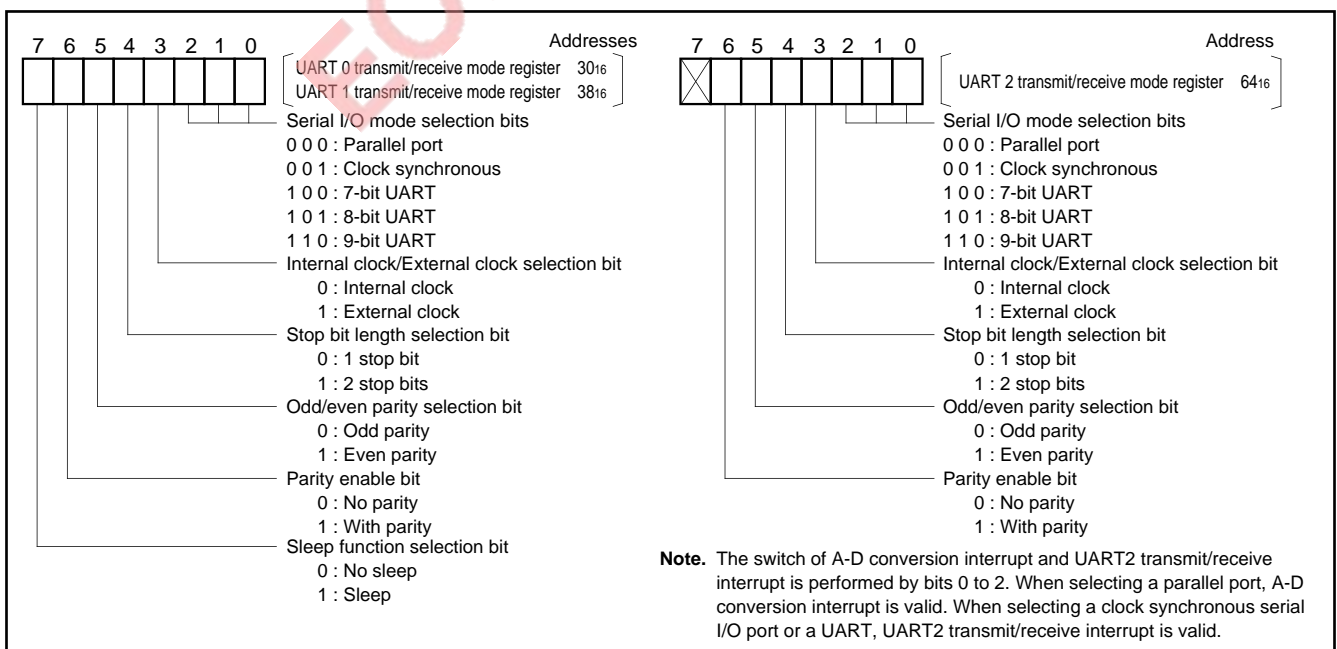 7 6 5 4 3 2 1 0
Addresses
UART 0 transmit/receive mode register 3016
UART 1 transmit/receive mode register 3816
Serial I/O mode selection bits
0 0 0 : Parallel port
0 0 1 : Clock synchronous
1 0 0 : 7-bit UART
1 0 1 : 8-bit UART
1 1 0 : 9-bit UART
Internal clock/External clock selection bit
0 : Internal clock
1 : External clock
Stop bit length selection bit
0 : 1 stop bit
1 : 2 stop bits
Odd/even parity selection bit
0 : Odd parity
1 : Even parity
Parity enable bit
0 : No parity
1 : With parity
Sleep function selection bit
0 : No sleep
1 : Sleep
7 6 5 4 3 2 1 0
Address
UART 2 transmit/receive mode register 6416
Serial I/O mode selection bits
0 0 0 : Parallel port
0 0 1 : Clock synchronous
1 0 0 : 7-bit UART
1 0 1 : 8-bit UART
1 1 0 : 9-bit UART
Internal clock/External clock selection bit
0 : Internal clock
1 : External clock
Stop bit length selection bit
0 : 1 stop bit
1 : 2 stop bits
Odd/even parity selection bit
0 : Odd parity
1 : Even parity
Parity enable bit
0 : No parity
1 : With parity
Note. The switch of A-D conversion interrupt and UART2 transmit/receive
interrupt is performed by bits 0 to 2. When selecting a parallel port, A-D
conversion interrupt is valid. When selecting a clock synchronous serial
I/O port or a UART, UART2 transmit/receive interrupt is valid.